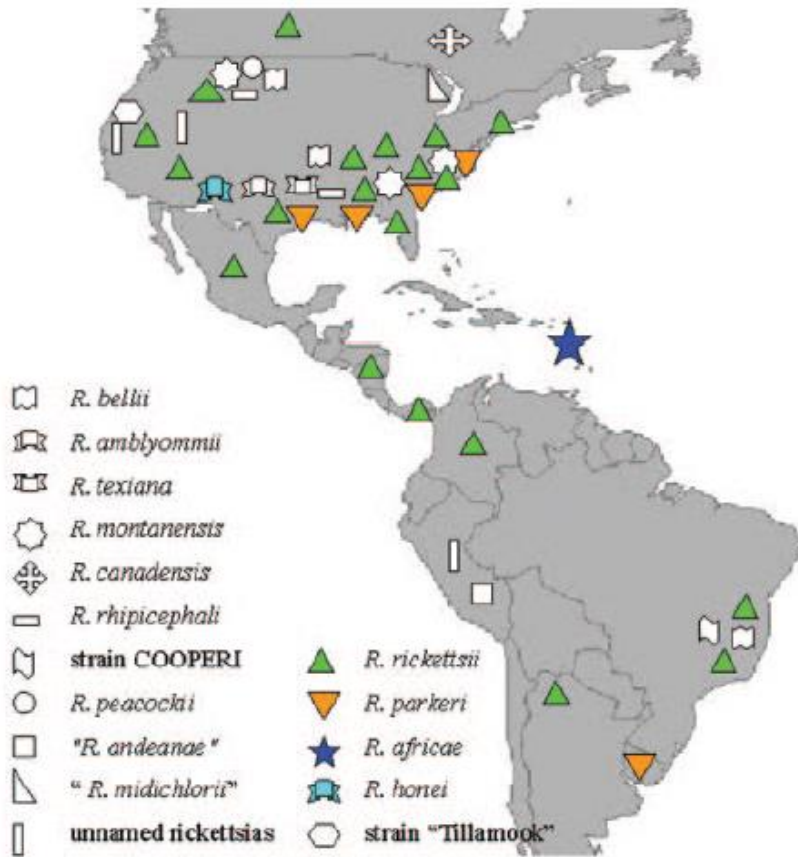 R. bellii
R. amblyommii
R. texiana
R. montanensis
R. canadensis
R. rhipicephali
strain COOPERI
R. peacockii
"R. andeanae"
“ R. midichlorii”
unnamed rickettsias
R. rickettsii
R. parkeri
R. africae
R. honei
strain “Tillamook”